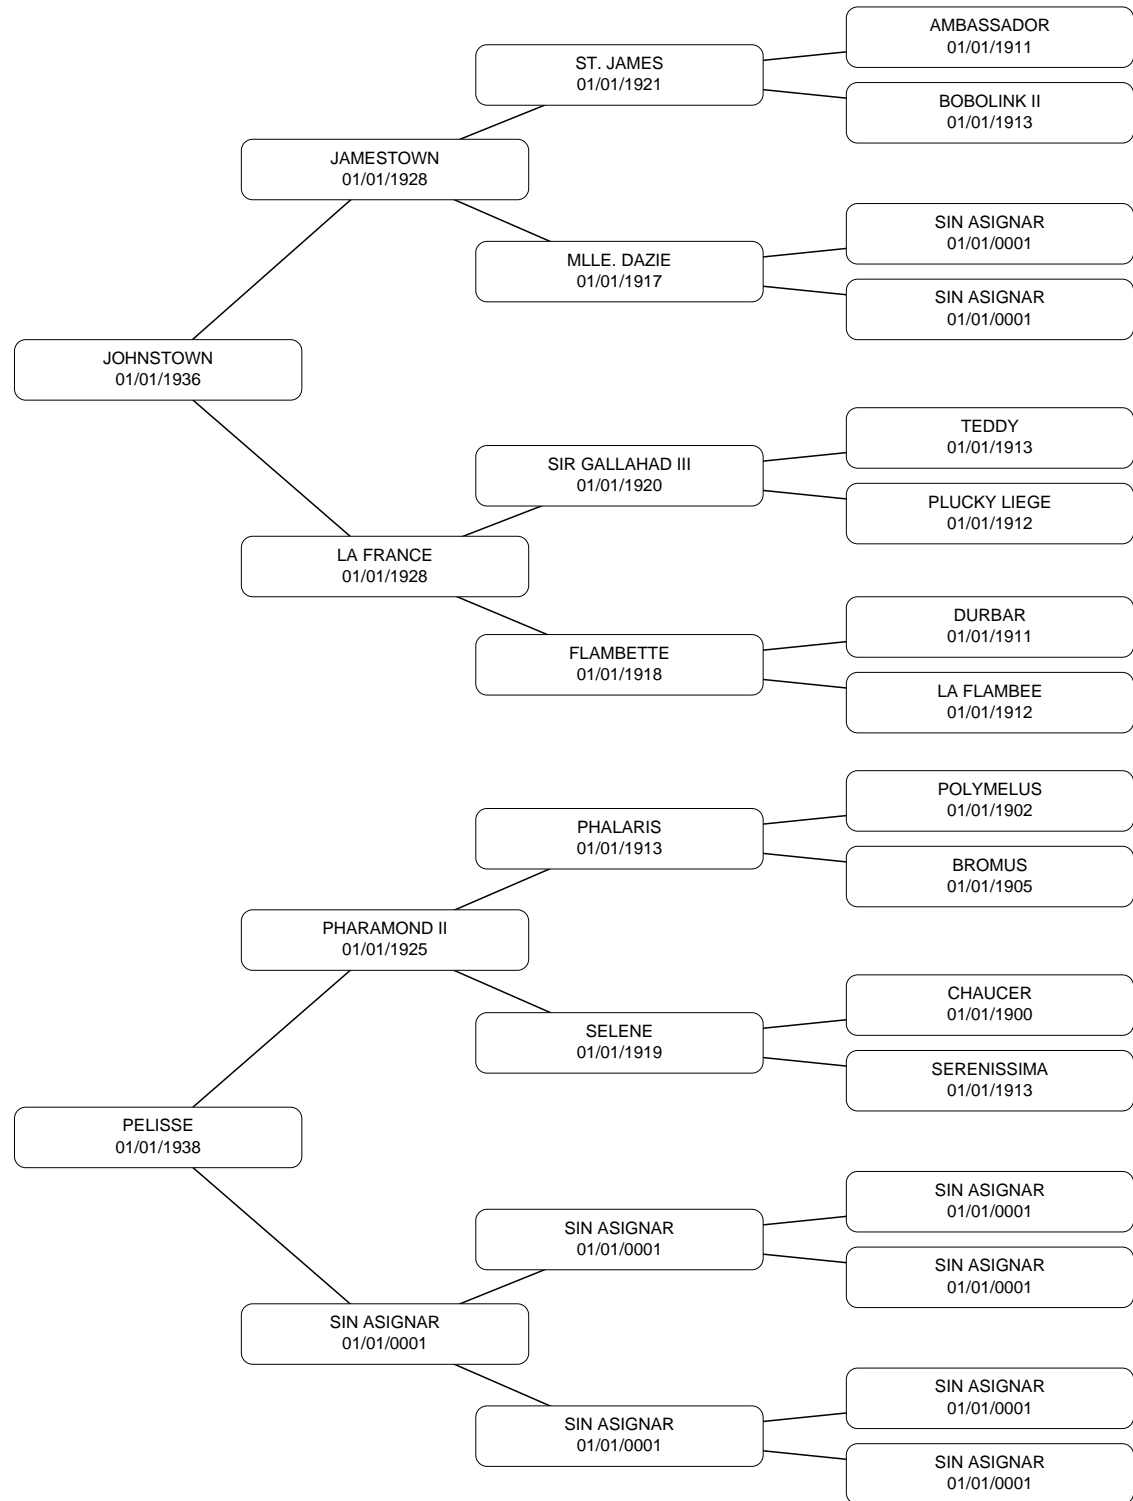 AMBASSADOR
01/01/1911
ST. JAMES
01/01/1921
BOBOLINK II
01/01/1913
JAMESTOWN
01/01/1928
SIN ASIGNAR
01/01/0001
MLLE. DAZIE
01/01/1917
SIN ASIGNAR
01/01/0001
JOHNSTOWN
01/01/1936
TEDDY
01/01/1913
SIR GALLAHAD III
01/01/1920
PLUCKY LIEGE
01/01/1912
LA FRANCE
01/01/1928
DURBAR
01/01/1911
FLAMBETTE
01/01/1918
LA FLAMBEE
01/01/1912
POLYMELUS
01/01/1902
PHALARIS
01/01/1913
BROMUS
01/01/1905
PHARAMOND II
01/01/1925
CHAUCER
01/01/1900
SELENE
01/01/1919
SERENISSIMA
01/01/1913
PELISSE
01/01/1938
SIN ASIGNAR
01/01/0001
SIN ASIGNAR
01/01/0001
SIN ASIGNAR
01/01/0001
SIN ASIGNAR
01/01/0001
SIN ASIGNAR
01/01/0001
SIN ASIGNAR
01/01/0001
SIN ASIGNAR
01/01/0001